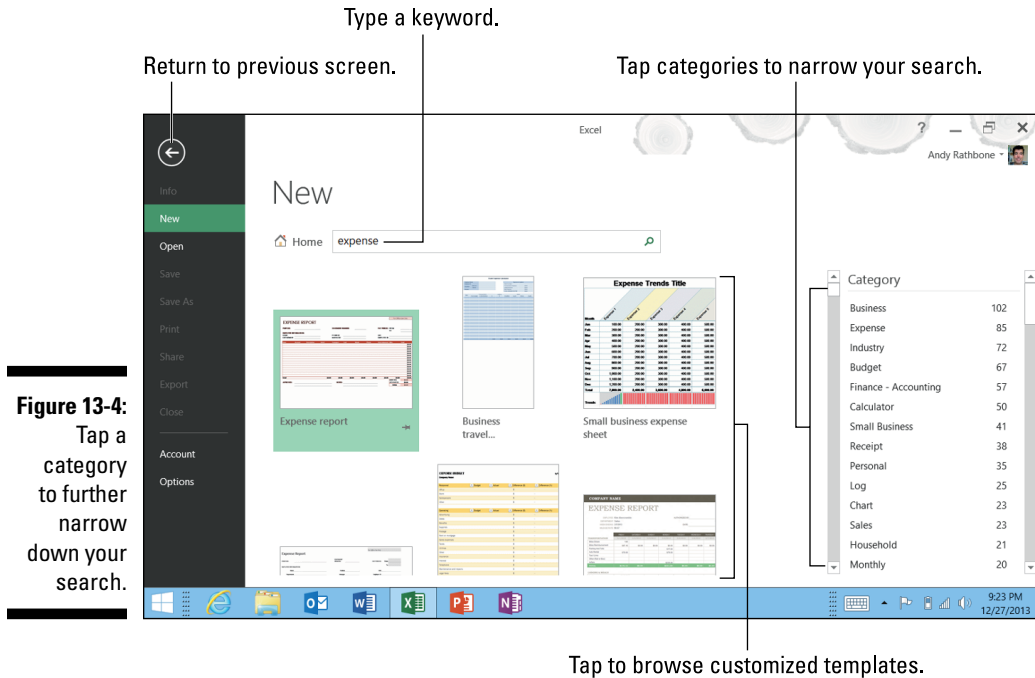 Type a keyword.
Return to previous screen.
Tap categories to narrow your search.
Excel
?
Andy Rathbone
Info
New
Open
Save
Save As
Print
Share
Export
Close
Account
Options
New
Home
expense
Expense report
EXPENSE REPORT
Business
travel...
Expense Trends Title
Small business expense
sheet
COMPANY NAME
EXPENSE REPORT
Expense Report
Category
Business 102
Expense 85
Industry 72
Budget 67
Finance - Accounting 57
Calculator 50
Small Business 41
Receipt 38
Personal 35
Log 25
Chart 23
Sales 23
Household 21
Monthly 20
9:23 PM
12/27/2013
Figure 13-4:
Tap a
category
to further
narrow
down your
search.
Tap to browse customized templates.